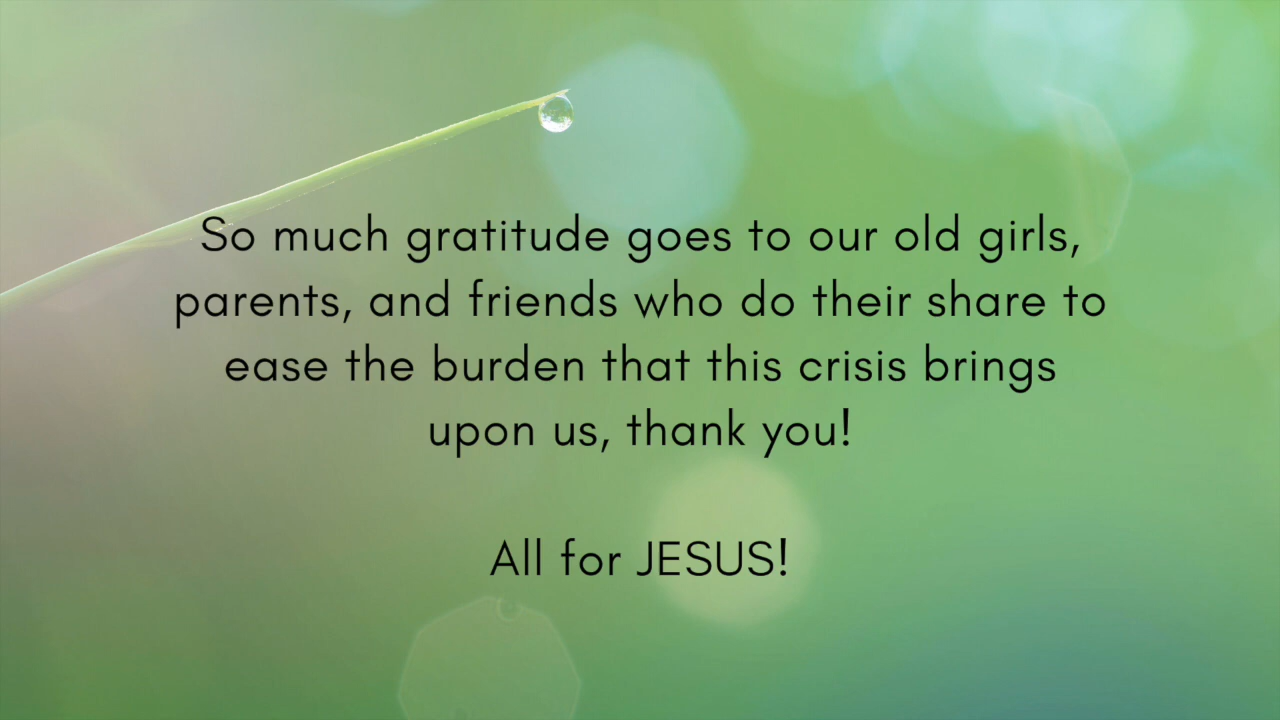 So much gratitude goes to our old girls,
parents, and friends who do their share to
ease the burden that this crisis brings
upon us, thank you!
All for JESUS!